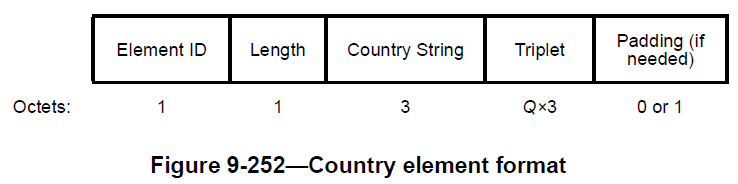 Element ID Length Country String Triplet Padding (if
needed)
Octets: 1 1 3 Q×3 0 or 1
Figure 9-252—Country element format